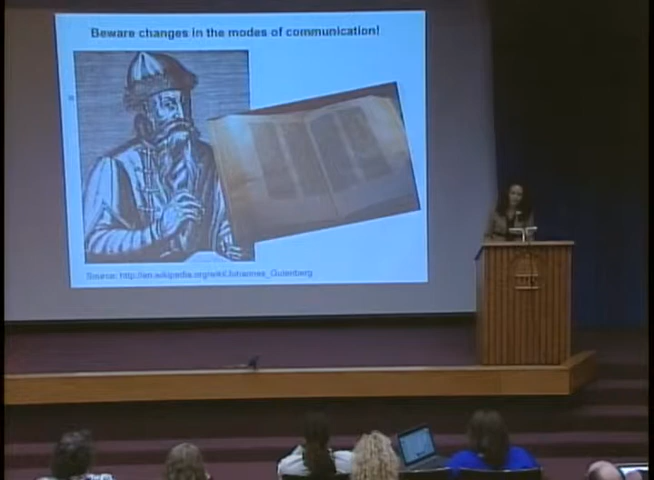 Beware changes in the modes of communication!
Source: http://en.wikipedia.org/wiki/Johannes_Gutenberg